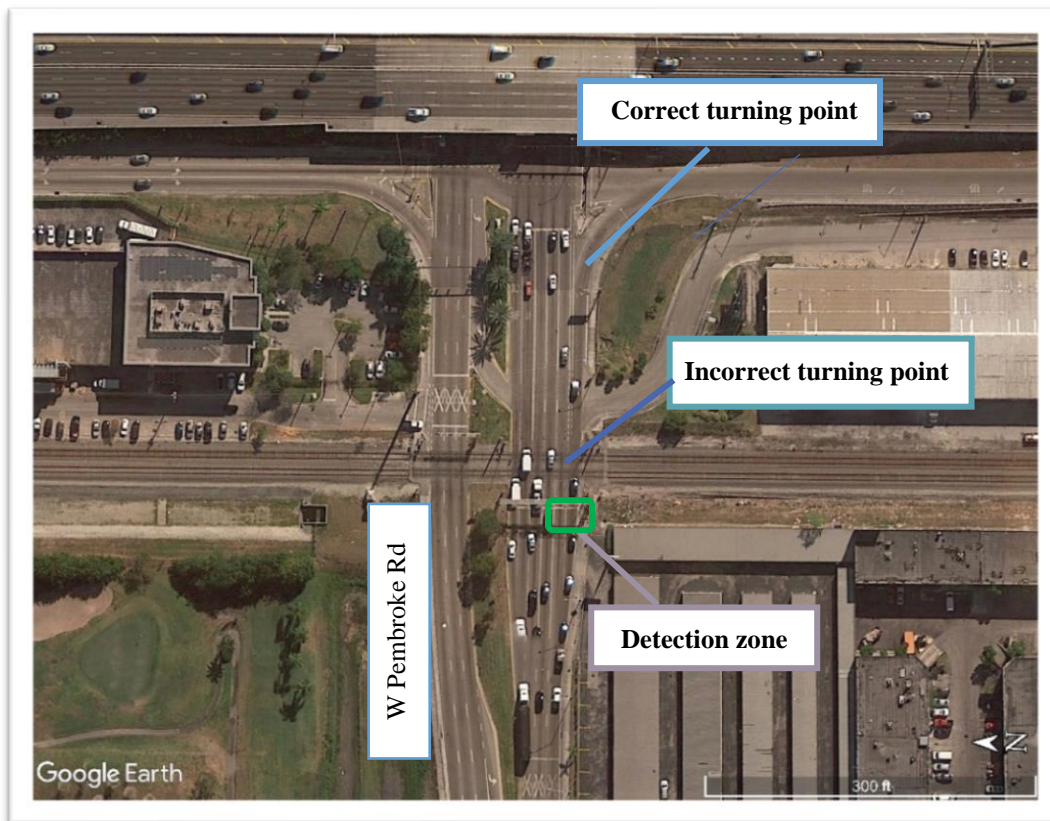 Correct turning point
Incorrect turning point
Detection zone
W Pembroke Rd
Google Earth
N
300 ft